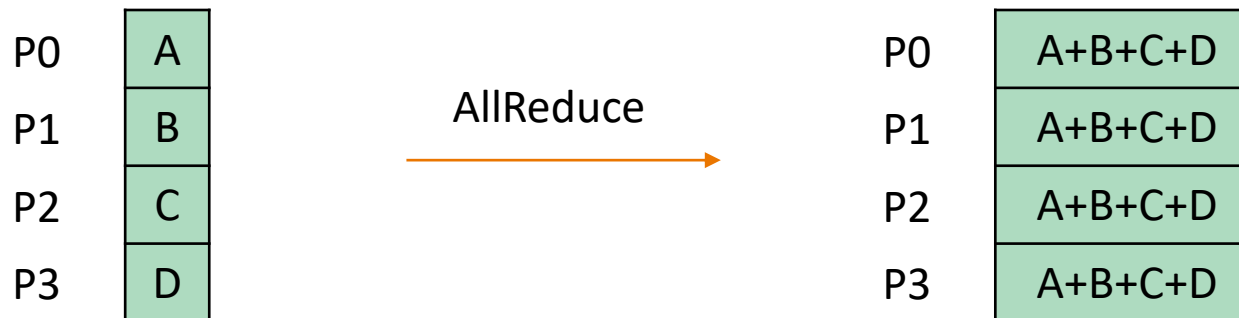 P0 A P0 A+B+C+D
AllReduce
P1 B P1 A+B+C+D
P2 C P2 A+B+C+D
P3 D P3 A+B+C+D